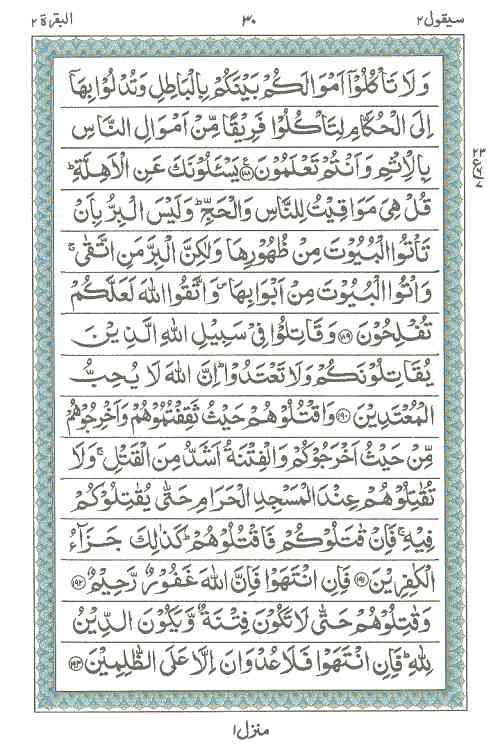 سيقول ٢ ٣٠ البقرة ٢
وَلَا تَاْكُلُوْٓا اَمْوَالَكُمْ بَيْنَكُمْ بِالْبَاطِلِ وَتُدْلُوْا بِهَآ
اِلَى الْحُكَّامِ لِتَاْكُلُوْا فَرِيْقًا مِّنْ اَمْوَالِ النَّاسِ
بِالْاِثْمِ وَاَنْتُمْ تَعْلَمُوْنَ ۝١٨٨ يَسْـَٔلُوْنَكَ عَنِ الْاَهِلَّةِ ؕ
٢٣
ع
٧
قُلْ هِىَ مَوَاقِيْتُ لِلنَّاسِ وَالْحَجِّ ؕ وَلَيْسَ الْبِرُّ بِاَنْ
تَاْتُوا الْبُيُوْتَ مِنْ ظُهُوْرِهَا وَلٰكِنَّ الْبِرَّ مَنِ اتَّقٰى ۚ
وَاْتُوا الْبُيُوْتَ مِنْ اَبْوَابِهَا ۪ وَاتَّقُوا اللّٰهَ لَعَلَّكُمْ
تُفْلِحُوْنَ ۝١٨٩ وَقَاتِلُوْا فِىْ سَبِيْلِ اللّٰهِ الَّذِيْنَ
يُقَاتِلُوْنَكُمْ وَلَا تَعْتَدُوْا ؕ اِنَّ اللّٰهَ لَا يُحِبُّ
الْمُعْتَدِيْنَ ۝١٩٠ وَاقْتُلُوْهُمْ حَيْثُ ثَقِفْتُمُوْهُمْ وَاَخْرِجُوْهُمْ
مِّنْ حَيْثُ اَخْرَجُوْكُمْ وَالْفِتْنَةُ اَشَدُّ مِنَ الْقَتْلِ ۚ وَلَا
تُقٰتِلُوْهُمْ عِنْدَ الْمَسْجِدِ الْحَرَامِ حَتّٰى يُقٰتِلُوْكُمْ
فِيْهِ ۚ فَاِنْ قٰتَلُوْكُمْ فَاقْتُلُوْهُمْ ؕ كَذٰلِكَ جَزَآءُ
الْكٰفِرِيْنَ ۝١٩١ فَاِنِ انْتَهَوْا فَاِنَّ اللّٰهَ غَفُوْرٌ رَّحِيْمٌ ۝١٩٢
وَقٰتِلُوْهُمْ حَتّٰى لَا تَكُوْنَ فِتْنَةٌ وَّيَكُوْنَ الدِّيْنُ
لِلّٰهِ ؕ فَاِنِ انْتَهَوْا فَلَا عُدْوَانَ اِلَّا عَلَى الظّٰلِمِيْنَ ۝١٩٣
منزل ١